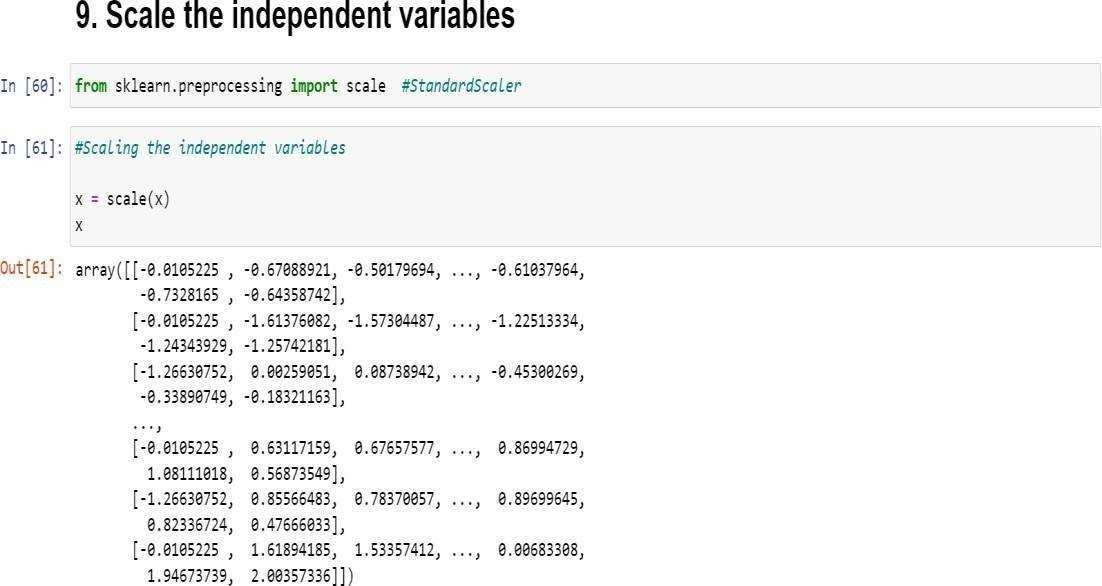 9. Scale the independent variables
In [60]: from sklearn.preprocessing import scale  #StandardScaler
In [61]: #Scaling the independent variables
x = scale(x)
x
Out[61]: array([[-0.0105225 , -0.67088921, -0.50179694, ..., -0.61037964,
-0.7328165 , -0.64358742],
[-0.0105225 , -1.61376082, -1.57304487, ..., -1.22513334,
-1.24343929, -1.25742181],
[-1.26630752,  0.00259051,  0.08738942, ..., -0.45300269,
-0.33890749, -0.18321163],
...,
[-0.0105225 ,  0.63117159,  0.67657577, ...,  0.86994729,
1.08111018,  0.56873549],
[-1.26630752,  0.85566483,  0.78370057, ...,  0.89699645,
0.82336724,  0.47666033],
[-0.0105225 ,  1.61894185,  1.53357412, ...,  0.00683308,
1.94673739,  2.00357336]])